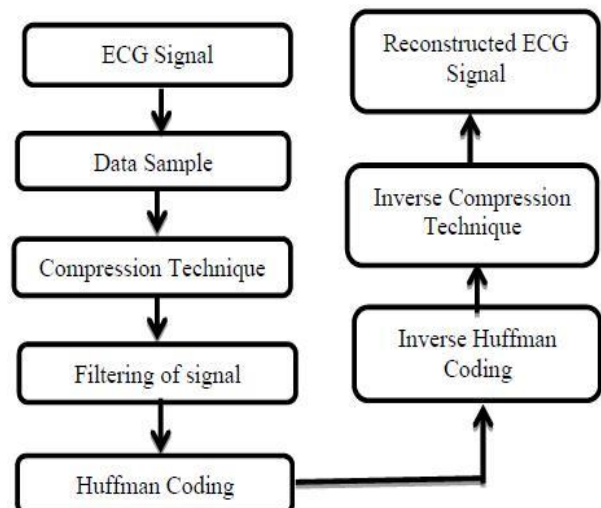 ECG Signal
Data Sample
Compression Technique
Filtering of signal
Huffman Coding
Reconstructed ECG
Signal
Inverse Compression
Technique
Inverse Huffman
Coding